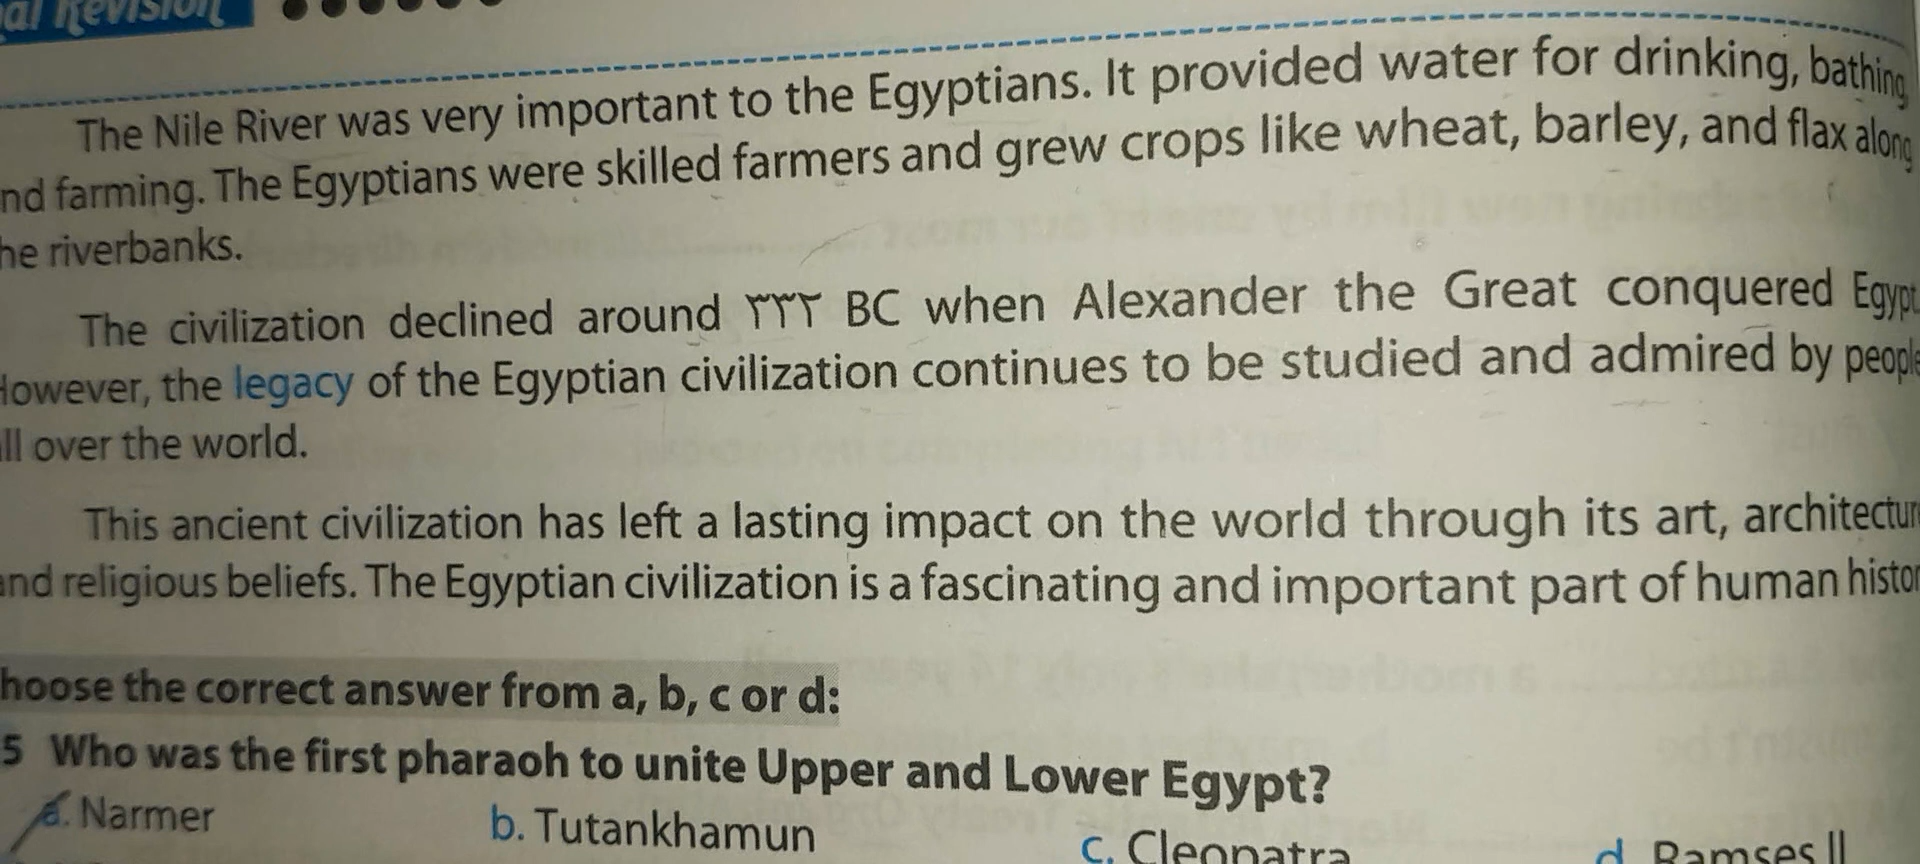 al Revision
The Nile River was very important to the Egyptians. It provided water for drinking, bathing
nd farming. The Egyptians were skilled farmers and grew crops like wheat, barley, and flax along
he riverbanks.
The civilization declined around ٣٣٢ BC when Alexander the Great conquered Egypt
However, the legacy of the Egyptian civilization continues to be studied and admired by people
ll over the world.
This ancient civilization has left a lasting impact on the world through its art, architectur
and religious beliefs. The Egyptian civilization is a fascinating and important part of human histor
hoose the correct answer from a, b, c or d:
5 Who was the first pharaoh to unite Upper and Lower Egypt?
a. Narmer b. Tutankhamun c. Cleopatra d. Ramses II